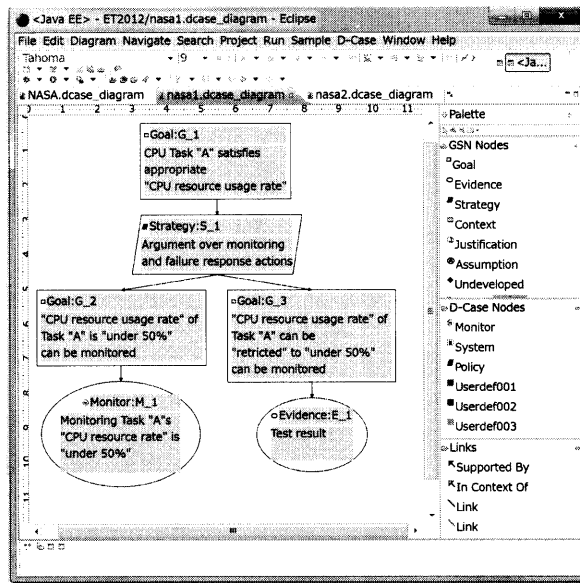 <Java EE> - ET2012/nasa1.dcase_diagram - Eclipse
File Edit Diagram Navigate Search Project Run Sample D-Case Window Help
Tahoma 9
<Ja...
NASA.dcase_diagram nasa1.dcase_diagram nasa2.dcase_diagram
1 2 3 4 5 6 7 8 9 10 11
Goal:G_1
CPU Task "A" satisfies
appropriate
"CPU resource usage rate"
Strategy:S_1
Argument over monitoring
and failure response actions
Goal:G_2
"CPU resource usage rate" of
Task "A" is "under 50%"
can be monitored
Goal:G_3
"CPU resource usage rate" of
Task "A" can be
"retricted" to "under 50%"
can be monitored
Monitor:M_1
Monitoring Task "A"s
"CPU resource rate" is
"under 50%"
Evidence:E_1
Test result
Palette
GSN Nodes
Goal
Evidence
Strategy
Context
Justification
Assumption
Undeveloped
D-Case Nodes
Monitor
System
Policy
Userdef001
Userdef002
Userdef003
Links
Supported By
In Context Of
Link
Link